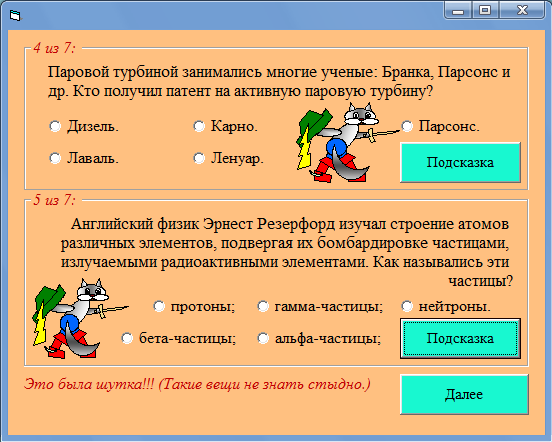 4 из 7:
Паровой турбиной занимались многие ученые: Бранка, Парсонс и
др. Кто получил патент на активную паровую турбину?
Дизель. Карно. Парсонс.
Лаваль. Ленуар.
Подсказка
5 из 7:
Английский физик Эрнест Резерфорд изучал строение атомов
различных элементов, подвергая их бомбардировке частицами,
излучаемыми радиоактивными элементами. Как назывались эти
частицы?
протоны; гамма-частицы; нейтроны.
бета-частицы; альфа-частицы;
Подсказка
Это была шутка!!! (Такие вещи не знать стыдно.)
Далее